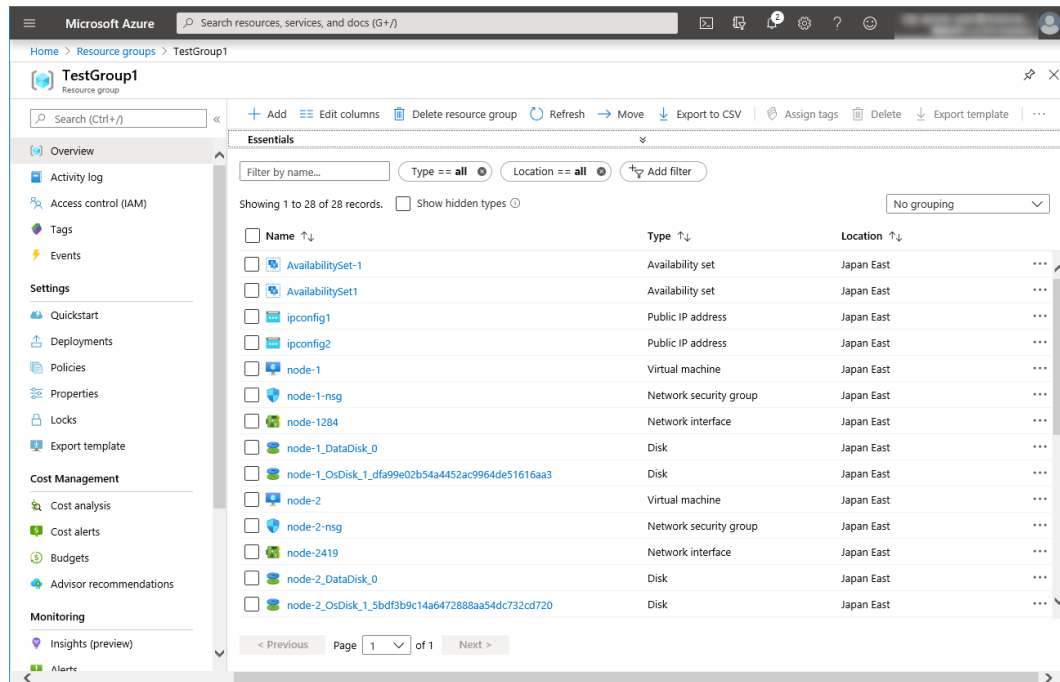 Microsoft Azure
Search resources, services, and docs (G+/)
2
Home > Resource groups > TestGroup1
TestGroup1
Resource group
Search (Ctrl+/)
«
Overview
Activity log
Access control (IAM)
Tags
Events
Settings
Quickstart
Deployments
Policies
Properties
Locks
Export template
Cost Management
Cost analysis
Cost alerts
Budgets
Advisor recommendations
Monitoring
Insights (preview)
Alerts
Add Edit columns Delete resource group Refresh Move Export to CSV Assign tags Delete Export template ...
Essentials
Filter by name... Type == all Location == all Add filter
Showing 1 to 28 of 28 records. Show hidden types No grouping
Name Type Location
AvailabilitySet-1 Availability set Japan East ...
AvailabilitySet1 Availability set Japan East ...
ipconfig1 Public IP address Japan East ...
ipconfig2 Public IP address Japan East ...
node-1 Virtual machine Japan East ...
node-1-nsg Network security group Japan East ...
node-1284 Network interface Japan East ...
node-1_DataDisk_0 Disk Japan East ...
node-1_OsDisk_1_dfa99e02b54a4452ac9964de51616aa3 Disk Japan East ...
node-2 Virtual machine Japan East ...
node-2-nsg Network security group Japan East ...
node-2419 Network interface Japan East ...
node-2_DataDisk_0 Disk Japan East ...
node-2_OsDisk_1_5bdf3b9c14a6472888aa54dc732cd720 Disk Japan East ...
< Previous Page 1 of 1 Next >